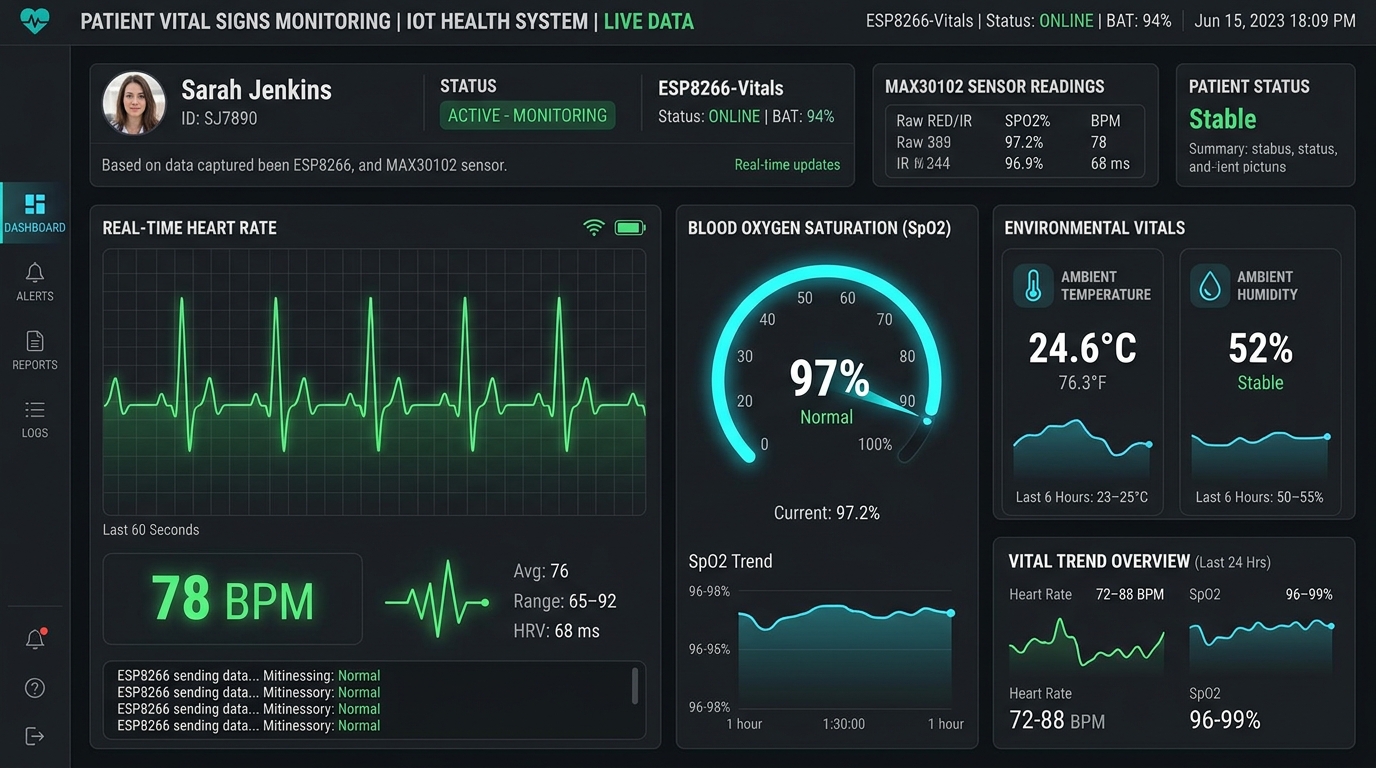 PATIENT VITAL SIGNS MONITORING | IOT HEALTH SYSTEM | LIVE DATA
ESP8266-Vitals | Status: ONLINE | BAT: 94%
Jun 15, 2023 18:09 PM
DASHBOARD
ALERTS
REPORTS
LOGS
Sarah Jenkins
ID: SJ7890
STATUS
ACTIVE - MONITORING
ESP8266-Vitals
Status: ONLINE | BAT: 94%
Based on data captured been ESP8266, and MAX30102 sensor.
Real-time updates
MAX30102 SENSOR READINGS
Raw RED/IR SPO2% BPM
Raw 389 97.2% 78
IR 244 96.9% 68 ms
PATIENT STATUS
Stable
Summary: stabus, status,
and-ient pictuns
REAL-TIME HEART RATE
Last 60 Seconds
78 BPM
Avg: 76
Range: 65–92
HRV: 68 ms
ESP8266 sending data... Mitinessing: Normal
ESP8266 sending data... Mitinessory: Normal
ESP8266 sending data... Mitinessory: Normal
ESP8266 sending data... Mitinessory: Normal
BLOOD OXYGEN SATURATION (SpO2)
50 60
40 70
30 80
20 90
0 100%
97%
Normal
Current: 97.2%
SpO2 Trend
96-98%
96-96%
96-98%
1 hour 1:30:00 1 hour
ENVIRONMENTAL VITALS
AMBIENT
TEMPERATURE
24.6°C
76.3°F
Last 6 Hours: 23–25°C
AMBIENT
HUMIDITY
52%
Stable
Last 6 Hours: 50–55%
VITAL TREND OVERVIEW (Last 24 Hrs)
Heart Rate 72–88 BPM
SpO2 96–99%
Heart Rate
72-88 BPM
SpO2
96-99%